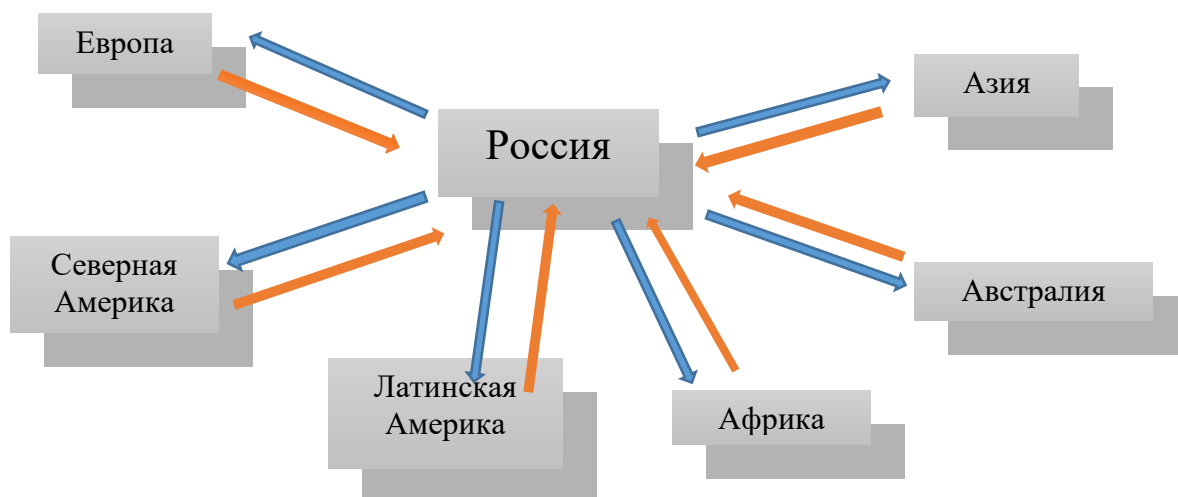 Европа
Азия
Россия
Северная
Америка
Австралия
Латинская
Америка
Африка